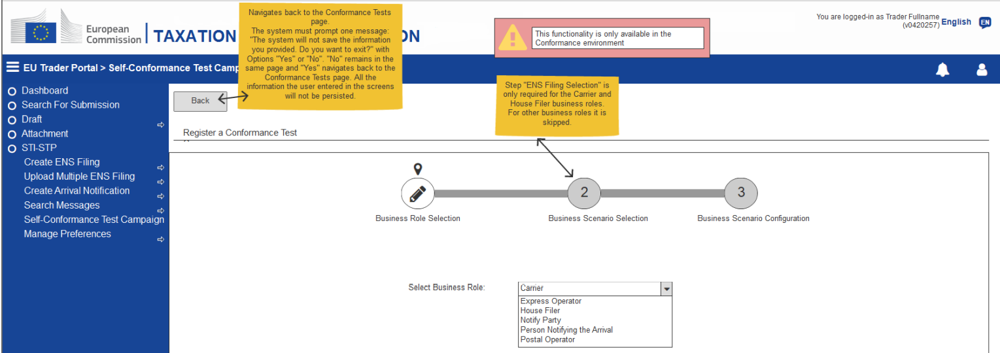 European
Commission
TAXATION
ON
Navigates back to the Conformance Tests
page.
The system must prompt one message:
"The system will not save the information
you provided. Do you want to exit?" with
Options "Yes" or "No". "No" remains in the
same page and "Yes" navigates back to the
Conformance Tests page. All the
information the user entered in the screens
will not be persisted.
This functionality is only available in the
Conformance environment
You are logged-in as Trader Fullname
(v0420257)
English
EN
EU Trader Portal > Self-Conformance Test Camp
Dashboard
Search For Submission
Draft
Attachment
STI-STP
Create ENS Filing
Upload Multiple ENS Filing
Create Arrival Notification
Search Messages
Self-Conformance Test Campaign
Manage Preferences
Back
Step "ENS Filing Selection" is
only required for the Carrier and
House Filer business roles.
For other business roles it is
skipped.
Register a Conformance Test
2
3
Business Role Selection
Business Scenario Selection
Business Scenario Configuration
Select Business Role:
Carrier
Express Operator
House Filer
Notify Party
Person Notifying the Arrival
Postal Operator